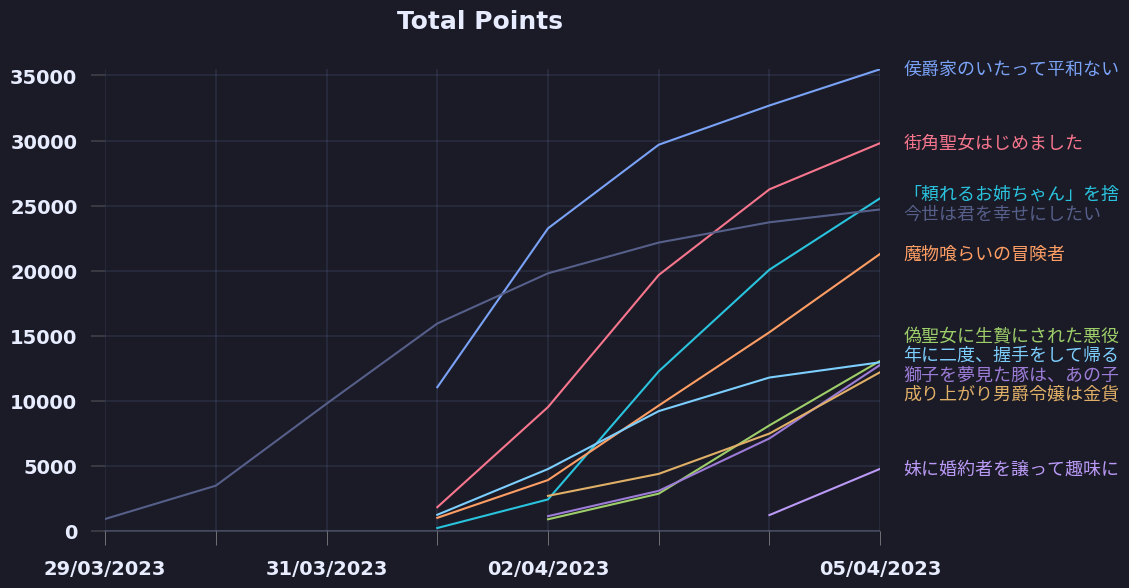 Total Points
35000
30000
25000
20000
15000
10000
5000
0
29/03/2023
31/03/2023
02/04/2023
05/04/2023
侯爵家のいたって平和ない
街角聖女はじめました
「頼れるお姉ちゃん」を捨
今世は君を幸せにしたい
魔物喰らいの冒険者
偽聖女に生贄にされた悪役
年に二度、握手をして帰る
獅子を夢見た豚は、あの子
成り上がり男爵令嬢は金貨
妹に婚約者を譲って趣味に